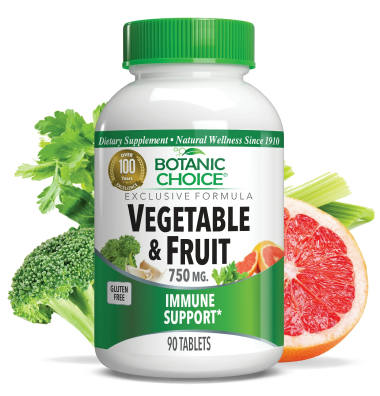 Dietary Supplement • Natural Wellness Since 1910
OVER
100
YEARS
EXCELLENCE
BOTANIC
CHOICE®
EXCLUSIVE FORMULA
VEGETABLE
& FRUIT
750 MG.
GLUTEN
FREE
IMMUNE
SUPPORT*
90 TABLETS